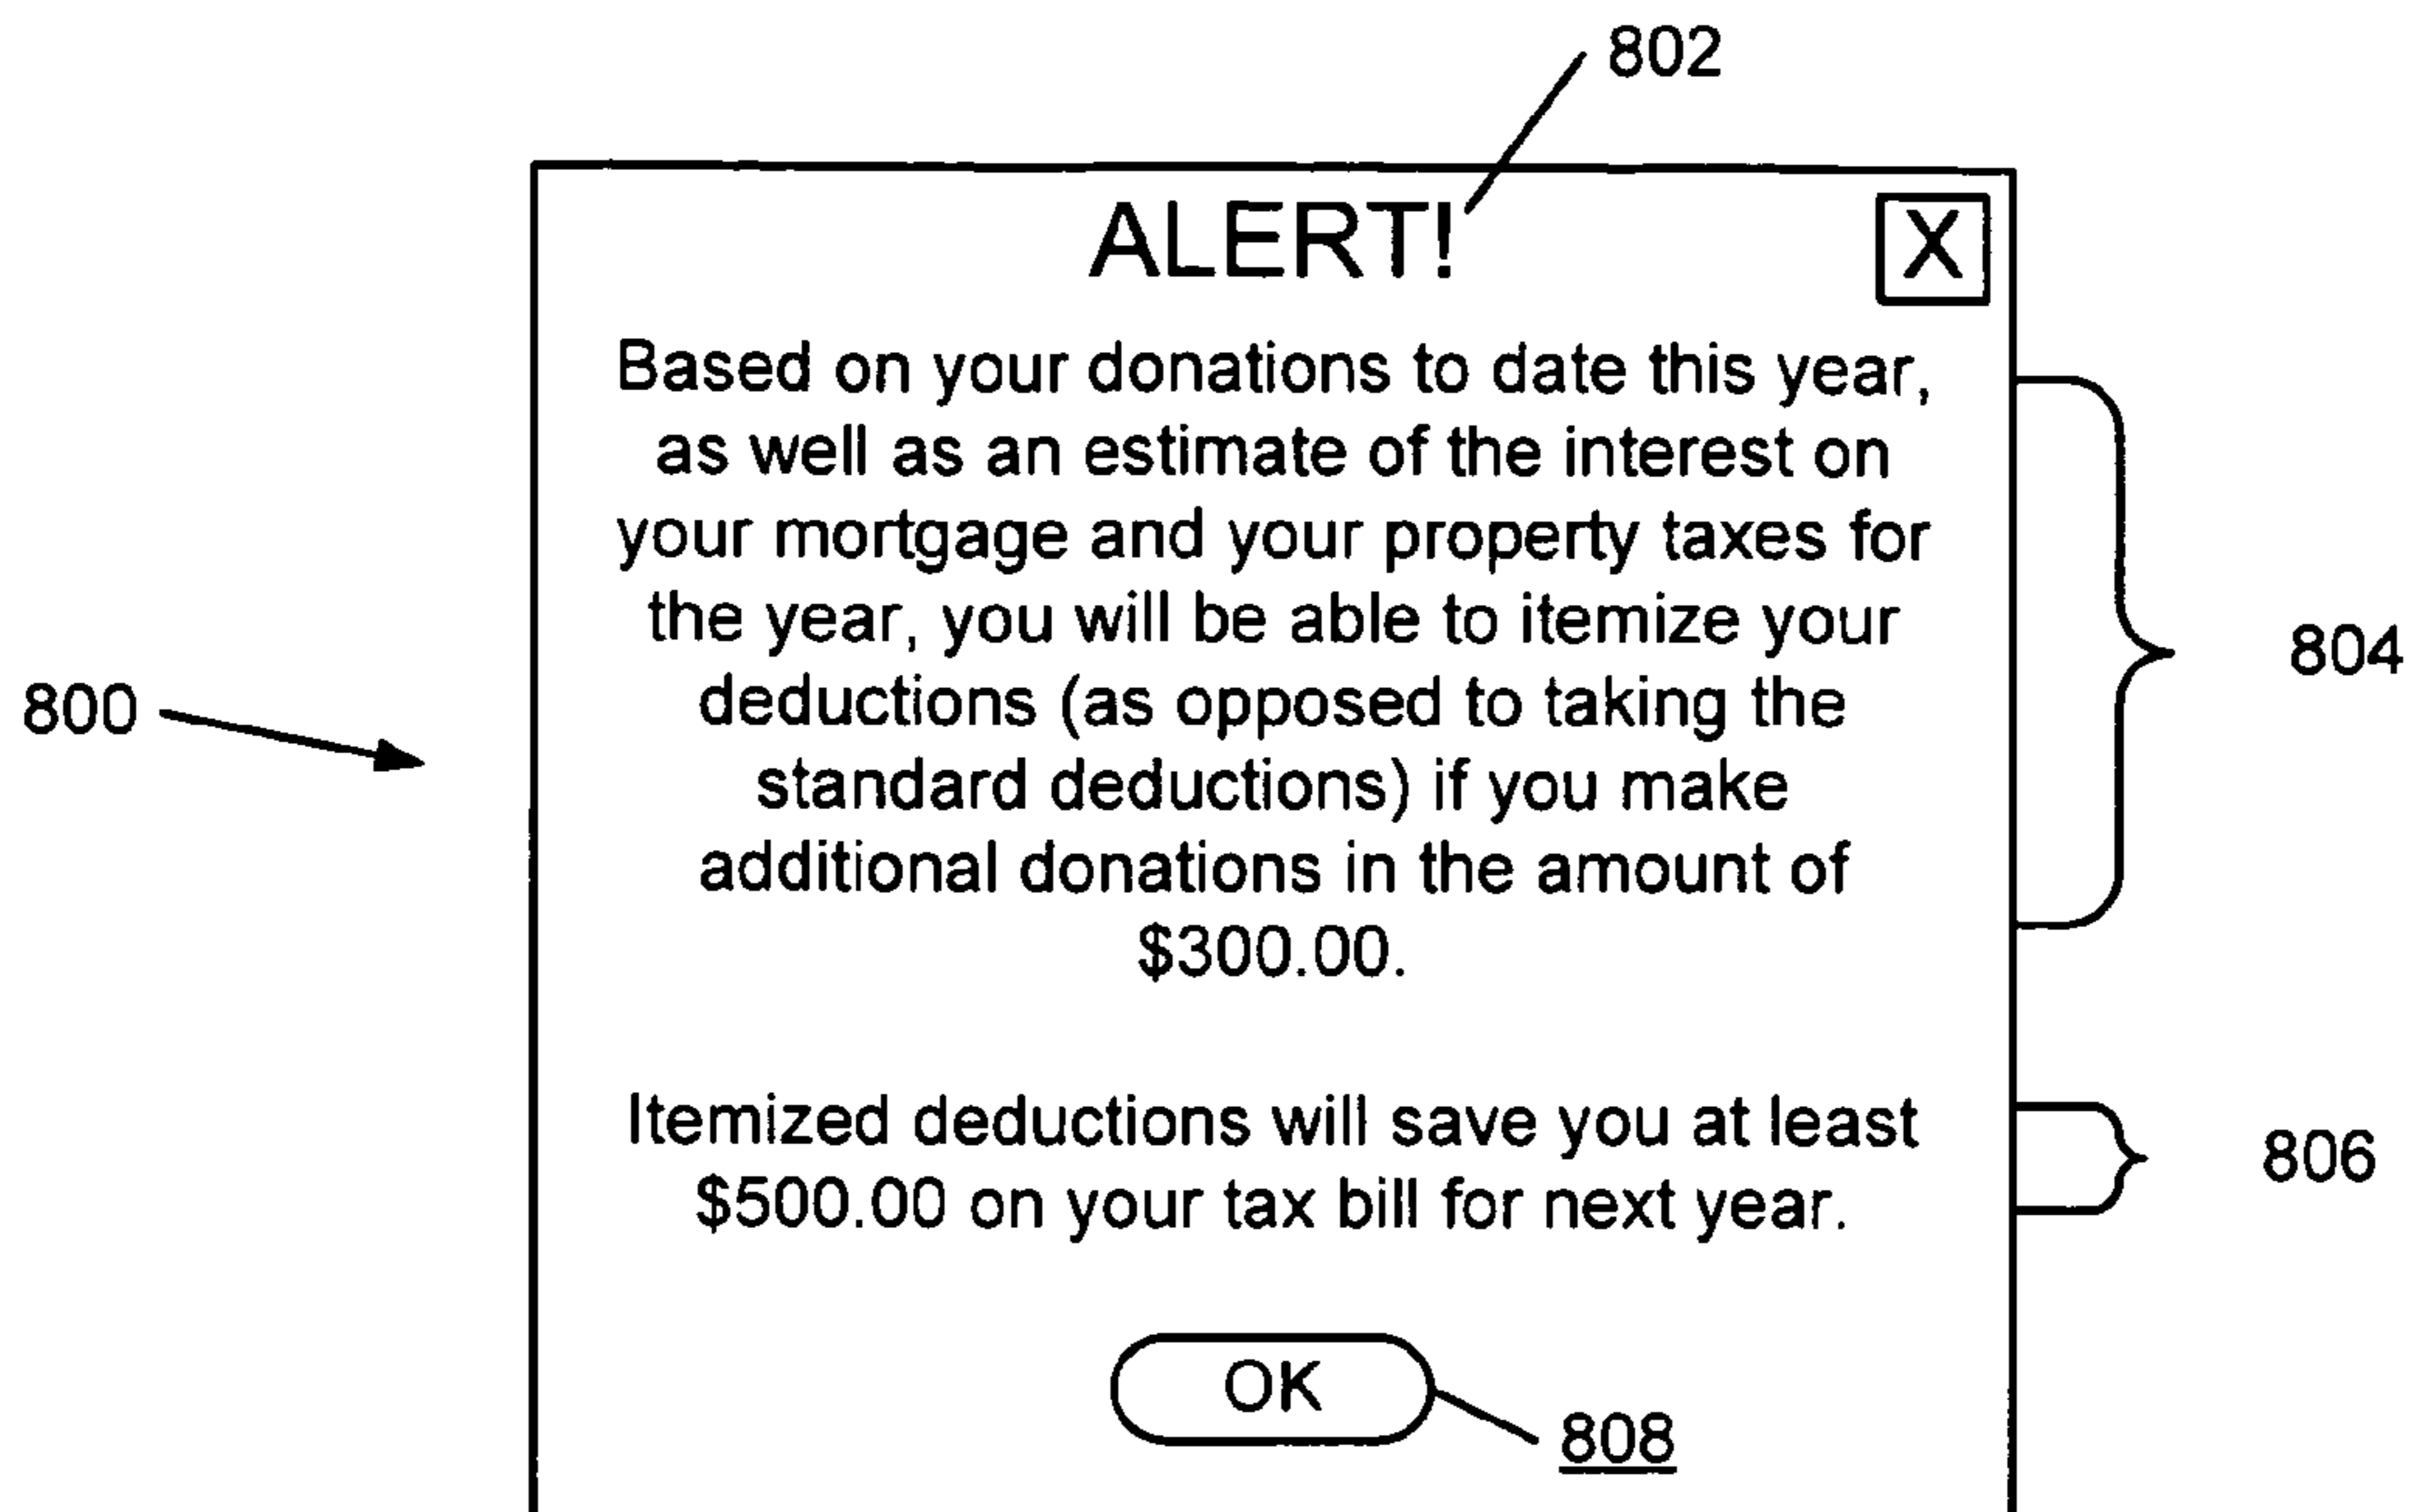 802
ALERT!
X
Based on your donations to date this year,
as well as an estimate of the interest on
your mortgage and your property taxes for
the year, you will be able to itemize your
deductions (as opposed to taking the
standard deductions) if you make
additional donations in the amount of
$300.00.
804
800
Itemized deductions will save you at least
$500.00 on your tax bill for next year.
806
OK
808